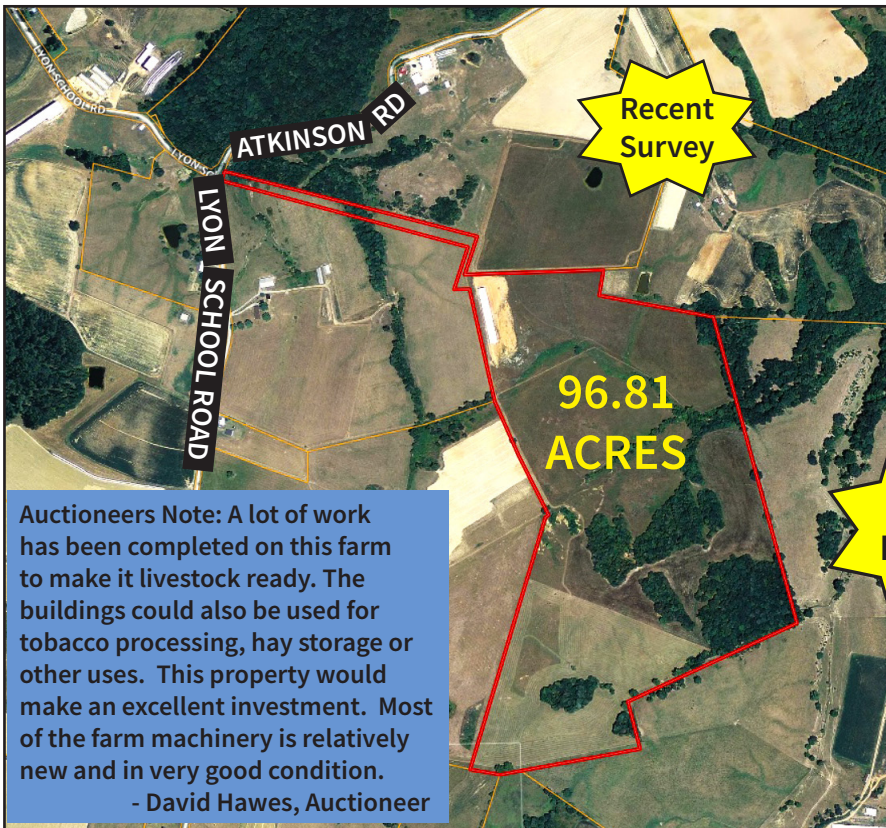 LYON-SCHOOL RD
ATKINSON RD
Recent
Survey
LYON
SCHOOL ROAD
96.81
ACRES
Auctioneers Note: A lot of work
has been completed on this farm
to make it livestock ready. The
buildings could also be used for
tobacco processing, hay storage or
other uses.  This property would
make an excellent investment.  Most
of the farm machinery is relatively
new and in very good condition.
- David Hawes, Auctioneer